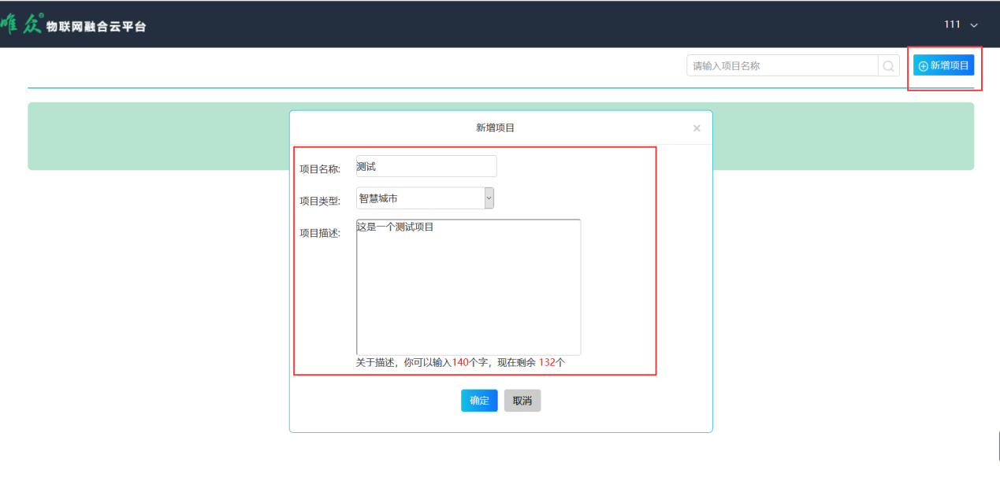 唯众® 物联网融合云平台
111
请输入项目名称
新增项目
新增项目
×
项目名称: 测试
项目类型: 智慧城市
项目描述: 这是一个测试项目
关于描述，你可以输入140个字，现在剩余 132个
确定 取消